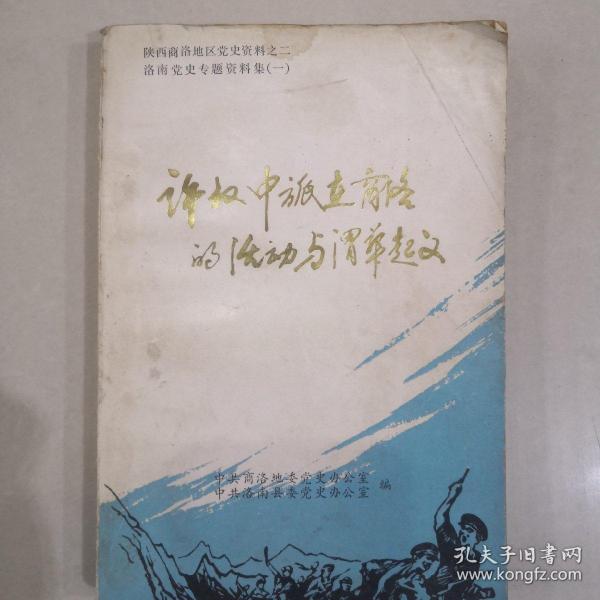 陕西商洛地区党史资料之二
洛南党史专题资料集(一)
许权中旅在商洛
的活动与渭华起义
中共商洛地委党史办公室
中共洛南县委党史办公室
编
孔夫子旧书网
www.kongfz.com